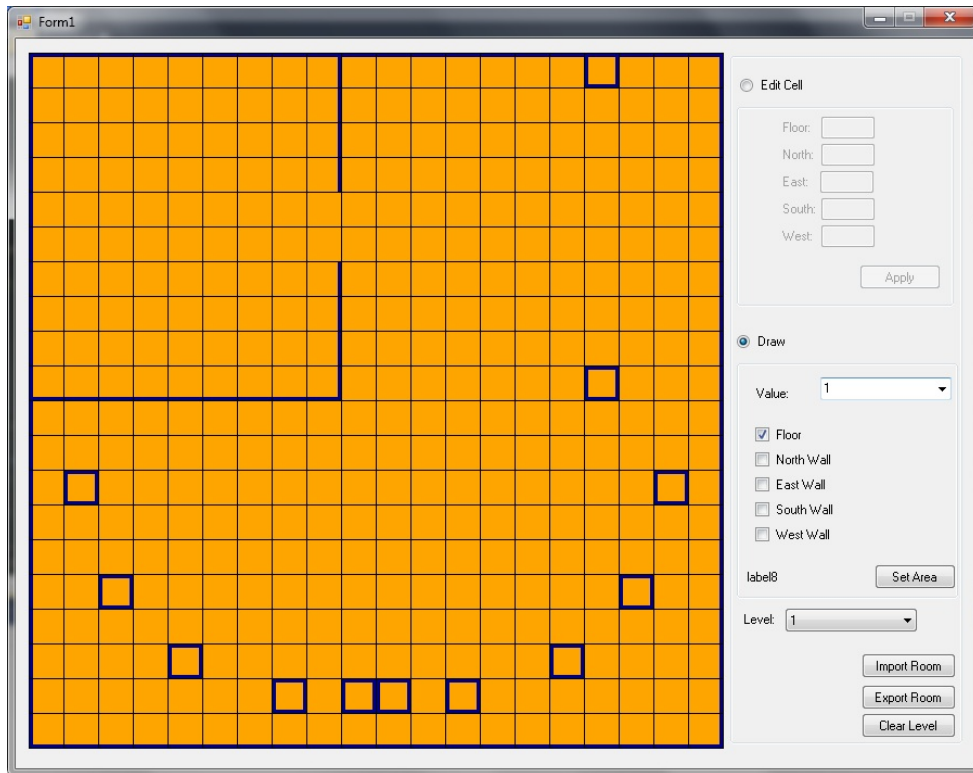 Form1
Edit Cell
Floor:
North:
East:
South:
West:
Apply
Draw
Value: 1
Floor
North Wall
East Wall
South Wall
West Wall
label8 Set Area
Level: 1
Import Room
Export Room
Clear Level